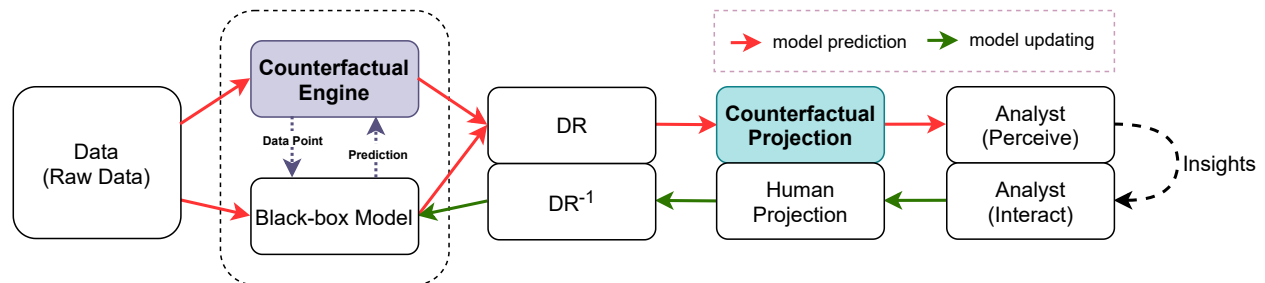 model prediction
model updating
Data
(Raw Data)
Counterfactual
Engine
Data Point
Prediction
Black-box Model
DR
DR⁻¹
Counterfactual
Projection
Human
Projection
Analyst
(Perceive)
Analyst
(Interact)
Insights